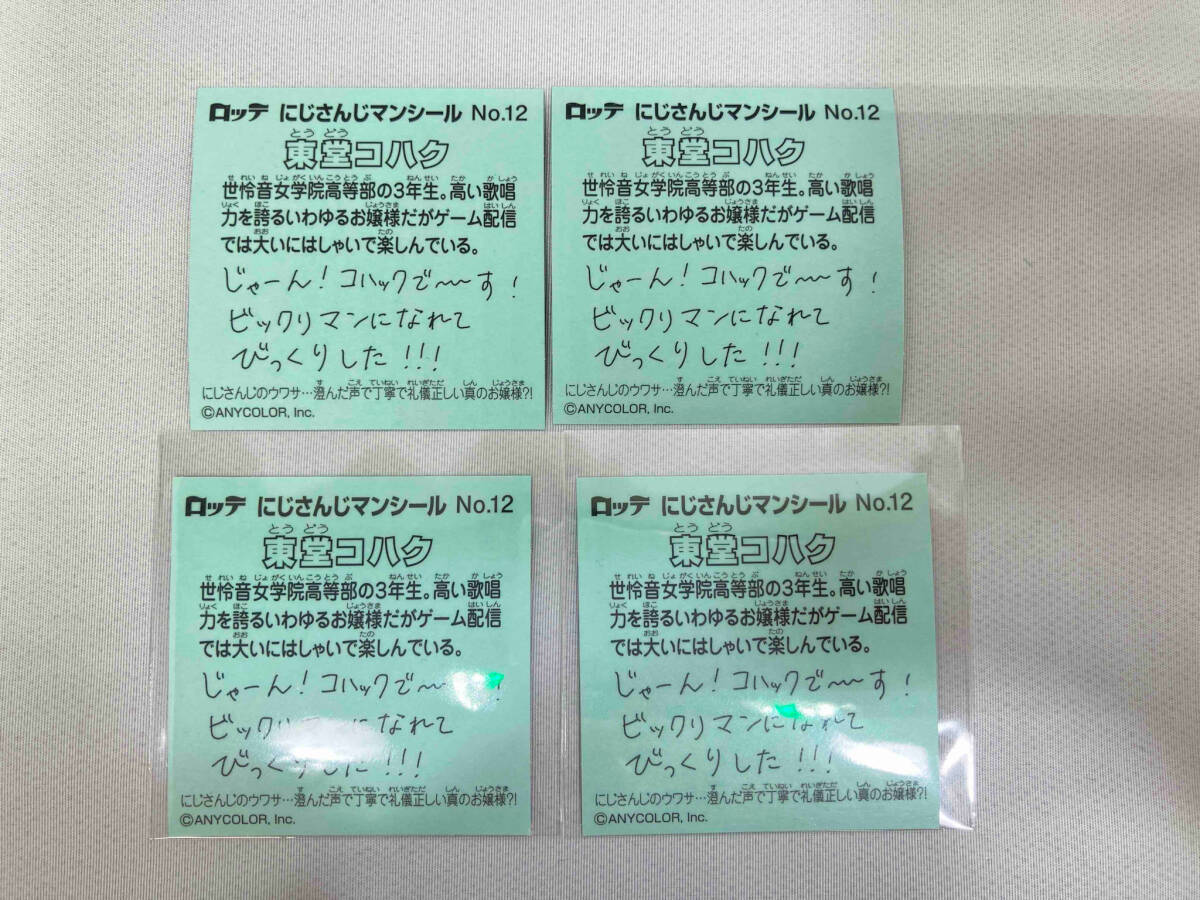 ロッテ にじさんじマンシール No.12
とう どう
東堂コハク
せ れい ね じょ がく いん こう とう ぶ ねん せい たか か しょう
世怜音女学院高等部の3年生。高い歌唱
りょく ほこ じょうさま はい しん
力を誇るいわゆるお嬢様だがゲーム配信
おお たの
では大いにはしゃいで楽しんでいる。
じゃーん!コハックで〜〜す!
ビックリマンになれて
びっくりした!!!
す こえ ていねい れいぎただ しん じょうさま
にじさんじのウワサ…澄んだ声で丁寧で礼儀正しい真のお嬢様?!
©ANYCOLOR, Inc.
ロッテ にじさんじマンシール No.12
とう どう
東堂コハク
せ れい ね じょ がく いん こう とう ぶ ねん せい たか か しょう
世怜音女学院高等部の3年生。高い歌唱
りょく ほこ じょうさま はい しん
力を誇るいわゆるお嬢様だがゲーム配信
おお たの
では大いにはしゃいで楽しんでいる。
じゃーん!コハックで〜〜す!
ビックリマンになれて
びっくりした!!!
す こえ ていねい れいぎただ しん じょうさま
にじさんじのウワサ…澄んだ声で丁寧で礼儀正しい真のお嬢様?!
©ANYCOLOR, Inc.
ロッテ にじさんじマンシール No.12
とう どう
東堂コハク
せ れい ね じょ がく いん こう とう ぶ ねん せい たか か しょう
世怜音女学院高等部の3年生。高い歌唱
りょく ほこ じょうさま はい しん
力を誇るいわゆるお嬢様だがゲーム配信
おお たの
では大いにはしゃいで楽しんでいる。
じゃーん!コハックで〜〜!
ビックリ になれて
びっくりした!!!
す こえ ていねい れいぎただ しん じょうさま
にじさんじのウワサ…澄んだ声で丁寧で礼儀正しい真のお嬢様?!
©ANYCOLOR, Inc.
ロッテ にじさんじマンシール No.12
とう どう
東堂コハク
せ れい ね じょ がく いん こう とう ぶ ねん せい たか か しょう
世怜音女学院高等部の3年生。高い歌唱
りょく ほこ じょうさま はい しん
力を誇るいわゆるお嬢様だがゲーム配信
おお たの
では大いにはしゃいで楽しんでいる。
じゃーん!コハックで〜〜す!
ビックリマンになれて
びっくりした!!!
す こえ ていねい れいぎただ しん じょうさま
にじさんじのウワサ…澄んだ声で丁寧で礼儀正しい真のお嬢様?!
©ANYCOLOR, Inc.